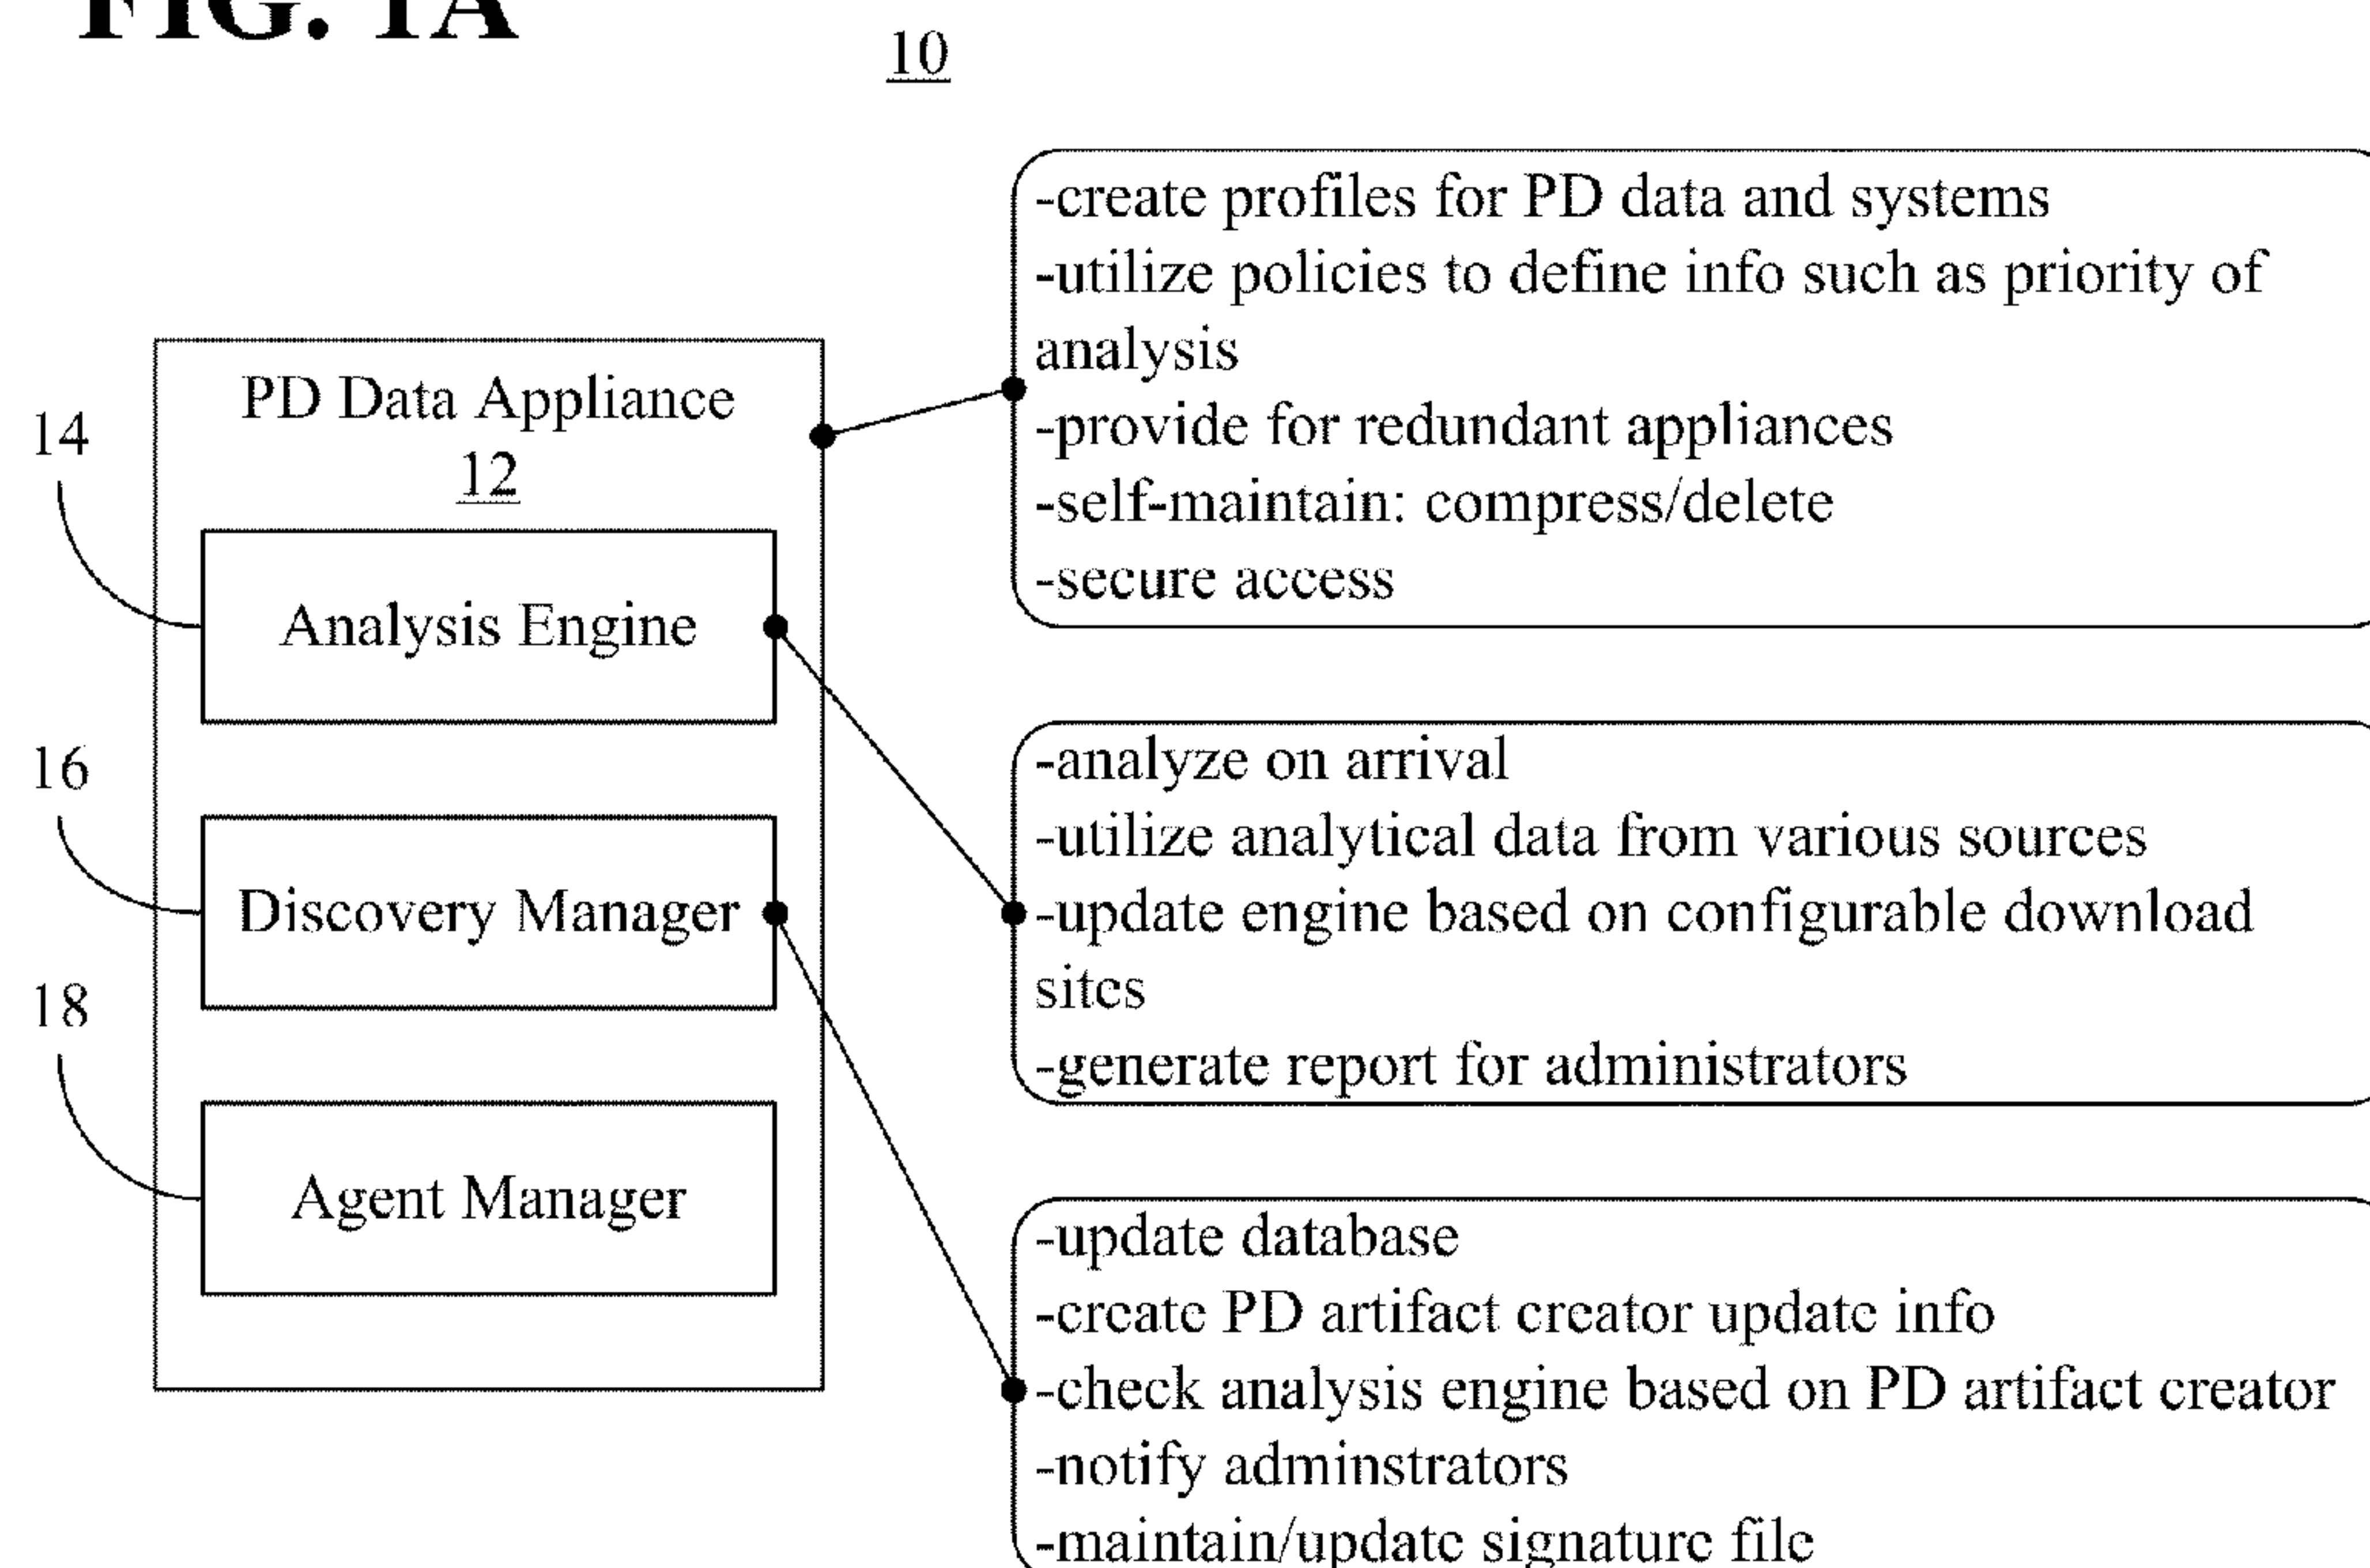 FIG. 1A
10
-create profiles for PD data and systems
-utilize policies to define info such as priority of
analysis
-provide for redundant appliances
-self-maintain: compress/delete
-secure access
PD Data Appliance
12
14
Analysis Engine
-analyze on arrival
-utilize analytical data from various sources
-update engine based on configurable download
sites
-generate report for administrators
16
Discovery Manager
18
Agent Manager
-update database
-create PD artifact creator update info
-check analysis engine based on PD artifact creator
-notify adminstrators
-maintain/update signature file